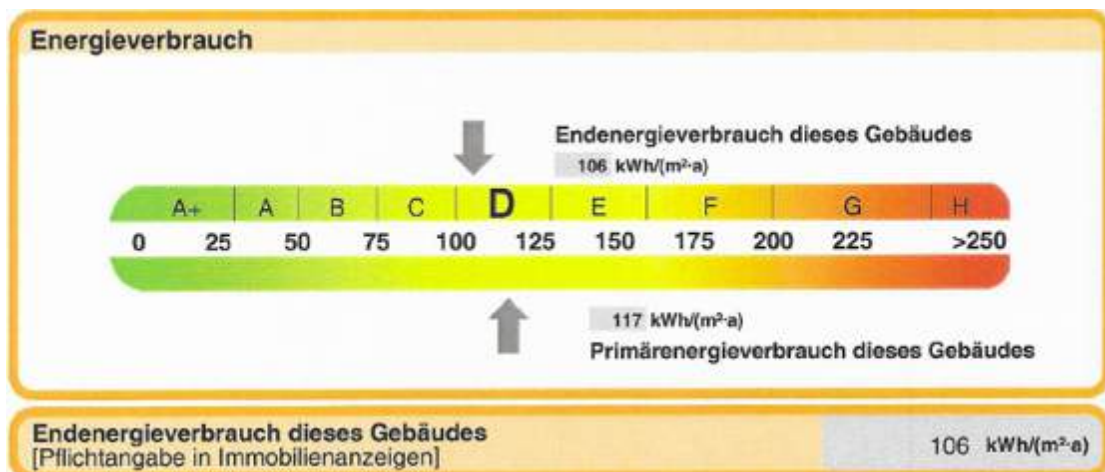 Energieverbrauch
Endenergieverbrauch dieses Gebäudes
106 kWh/(m²·a)
A+ A B C D E F G H
0 25 50 75 100 125 150 175 200 225 >250
117 kWh/(m²·a)
Primärenergieverbrauch dieses Gebäudes
Endenergieverbrauch dieses Gebäudes
[Pflichtangabe in Immobilienanzeigen]
106 kWh/(m²·a)